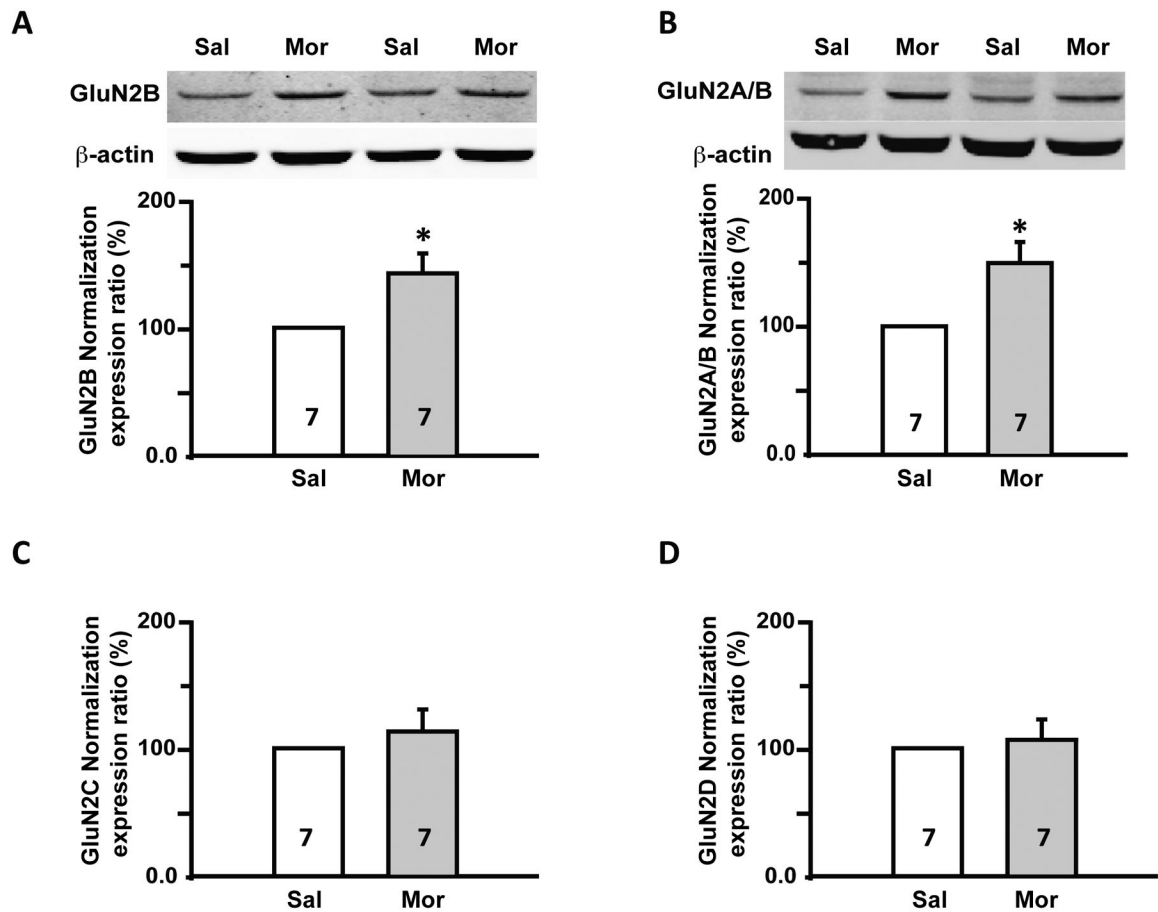 A
Sal Mor Sal Mor
GluN2B
β-actin
GluN2B Normalization
expression ratio (%)
200
*
100
7 7
0.0
Sal Mor
B
Sal Mor Sal Mor
GluN2A/B
β-actin
GluN2A/B Normalization
expression ratio (%)
200
*
100
7 7
0.0
Sal Mor
C
GluN2C Normalization
expression ratio (%)
200
100
7 7
0.0
Sal Mor
D
GluN2D Normalization
expression ratio (%)
200
100
7 7
0.0
Sal Mor